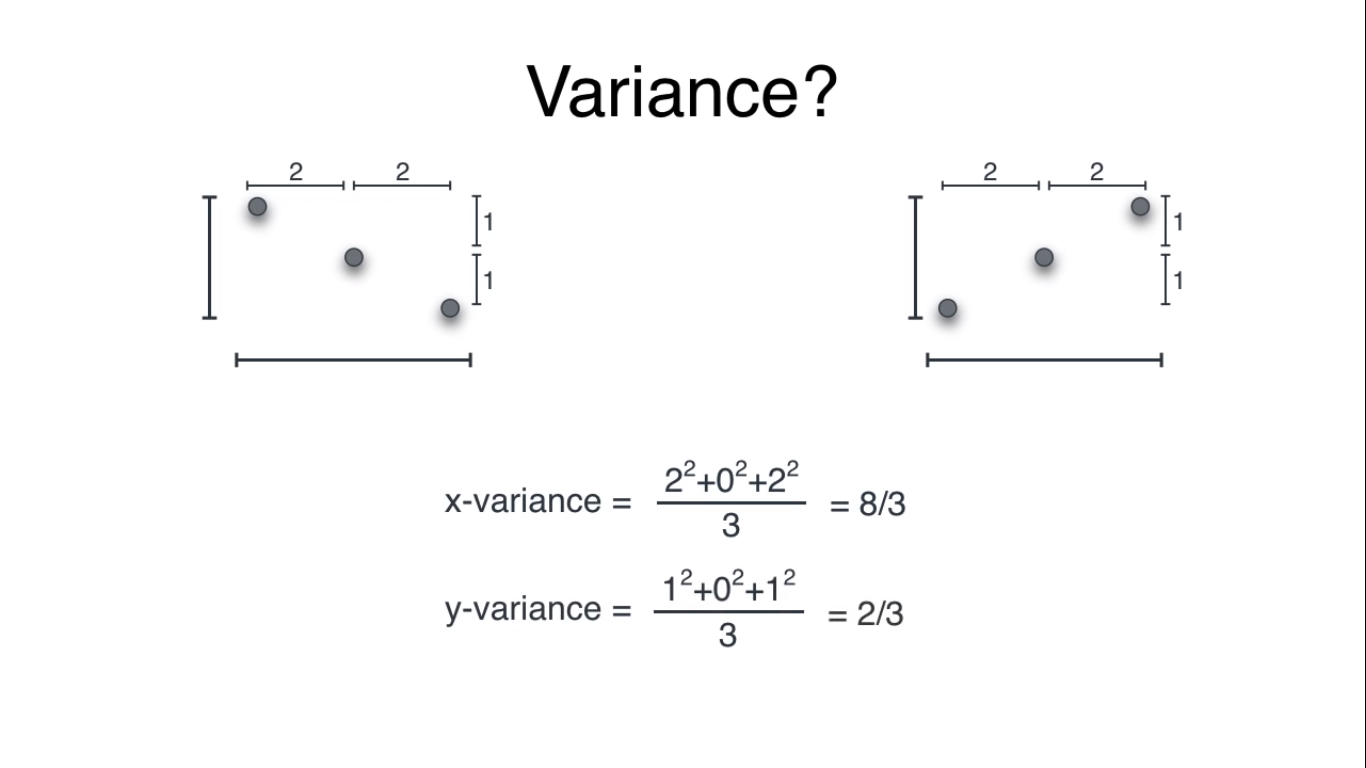 Variance?
2 2 2 2
1 1
1 1
x-variance = 2²+0²+2² / 3 = 8/3
y-variance = 1²+0²+1² / 3 = 2/3